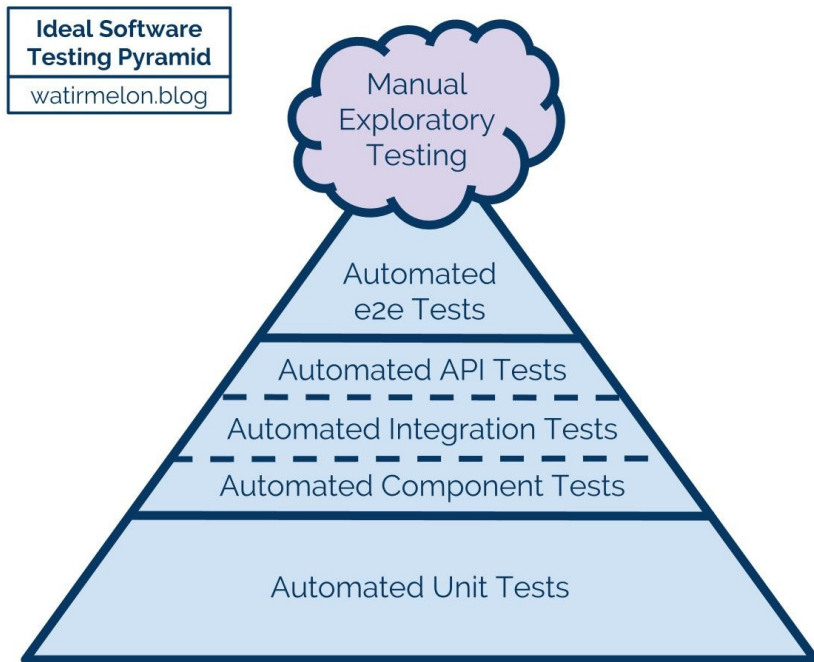 Ideal Software
Testing Pyramid
watirmelon.blog
Manual
Exploratory
Testing
Automated
e2e Tests
Automated API Tests
Automated Integration Tests
Automated Component Tests
Automated Unit Tests